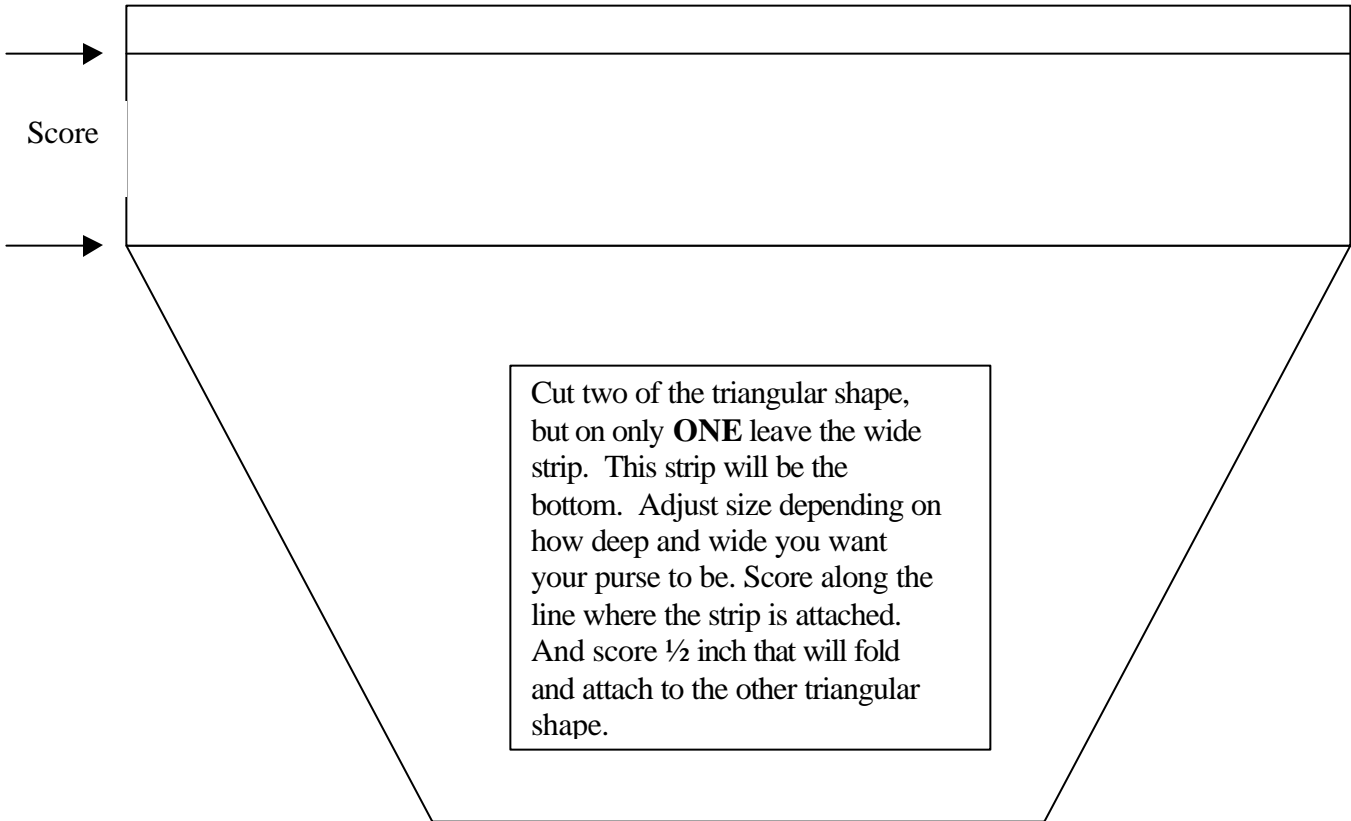 Score
Cut two of the triangular shape,
but on only ONE leave the wide
strip. This strip will be the
bottom. Adjust size depending on
how deep and wide you want
your purse to be. Score along the
line where the strip is attached.
And score ½ inch that will fold
and attach to the other triangular
shape.